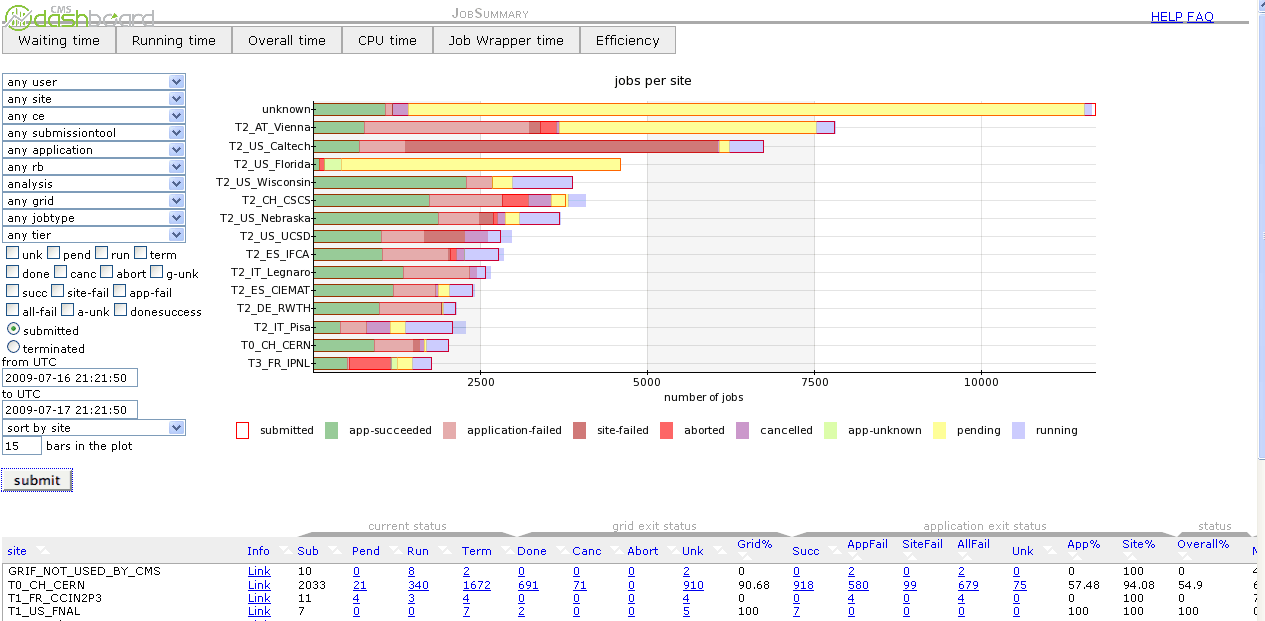 CMS
dashboard
JobSummary
HELP FAQ
Waiting time Running time Overall time CPU time Job Wrapper time Efficiency
any user
any site
any ce
any submissiontool
any application
any rb
analysis
any grid
any jobtype
any tier
unk pend run term
done canc abort g-unk
succ site-fail app-fail
all-fail a-unk donesuccess
submitted
terminated
from UTC
2009-07-16 21:21:50
to UTC
2009-07-17 21:21:50
sort by site
15 bars in the plot
submit
jobs per site
unknown
T2_AT_Vienna
T2_US_Caltech
T2_US_Florida
T2_US_Wisconsin
T2_CH_CSCS
T2_US_Nebraska
T2_US_UCSD
T2_ES_IFCA
T2_IT_Legnaro
T2_ES_CIEMAT
T2_DE_RWTH
T2_IT_Pisa
T0_CH_CERN
T3_FR_IPNL
2500 5000 7500 10000
number of jobs
submitted app-succeeded application-failed site-failed aborted cancelled app-unknown pending running
current status grid exit status application exit status status
site Info Sub Pend Run Term Done Canc Abort Unk Grid% Succ AppFail SiteFail AllFail Unk App% Site% Overall%
GRIF_NOT_USED_BY_CMS Link 10 0 8 2 0 0 0 2 0 0 2 0 2 0 0 100 0
T0_CH_CERN Link 2033 21 340 1672 691 71 0 910 90.68 918 580 99 679 75 57.48 94.08 54.9
T1_FR_CCIN2P3 Link 11 4 3 4 0 0 0 4 0 0 4 0 4 0 0 100 0
T1_US_FNAL Link 7 0 0 7 2 0 0 5 100 7 0 0 0 0 100 100 100